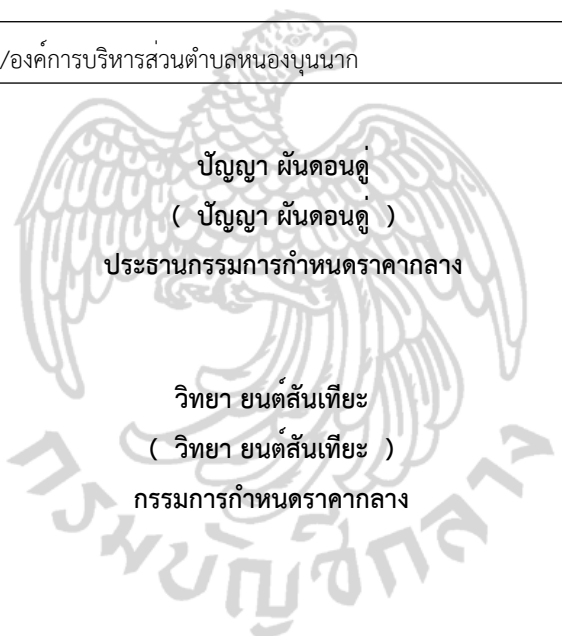 /องค์การบริหารส่วนตำบลหนองบุนนาก
ปัญญา ผันดอนดู่
( ปัญญา ผันดอนดู่ )
ประธานกรรมการกำหนดราคากลาง
วิทยา ยนต์สันเทียะ
( วิทยา ยนต์สันเทียะ )
กรรมการกำหนดราคากลาง
กรมบัญชีกลาง